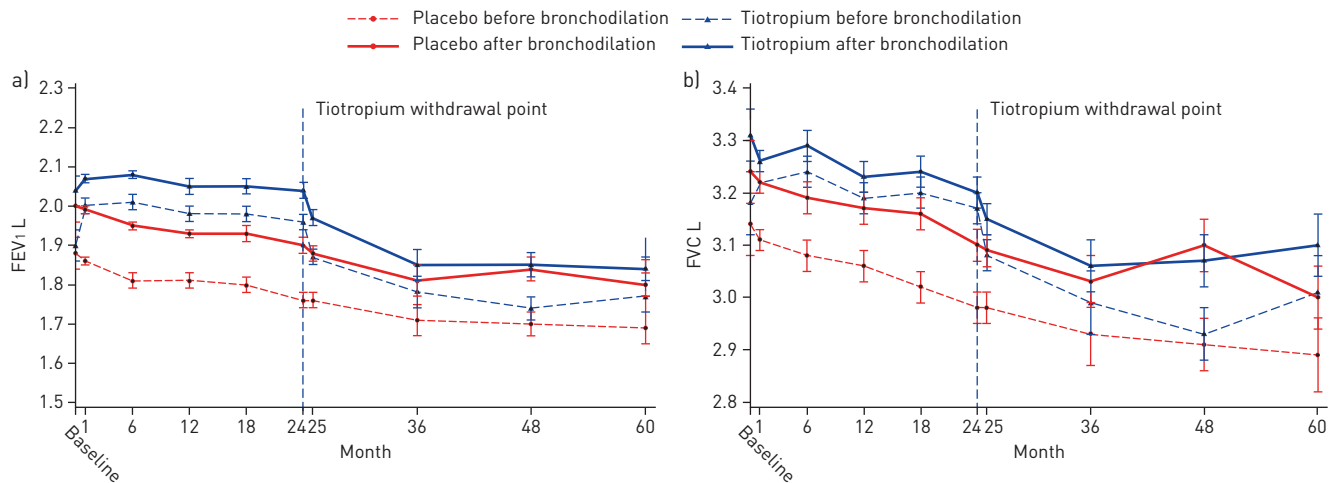 Placebo before bronchodilation
Tiotropium before bronchodilation
Placebo after bronchodilation
Tiotropium after bronchodilation
a)
2.3
2.2
2.1
2.0
1.9
1.8
1.7
1.6
1.5
FEV1 L
Tiotropium withdrawal point
Baseline
1 6 12 18 24 25 36 48 60
Month
b)
3.4
3.3
3.2
3.1
3.0
2.9
2.8
FVC L
Tiotropium withdrawal point
Baseline
1 6 12 18 24 25 36 48 60
Month